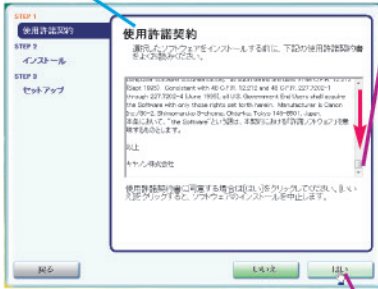 STEP 1
使用許諾契約
STEP 2
インストール
STEP 3
セットアップ
使用許諾契約
選択したソフトウェアをインストールする前に、下記の使用許諾契約書をよくお読みください。
(Sept 1995). Consistent with 48 C.F.R. 12.212 and 48 C.F.R. 227.7202-1
through 227.7202-4 (June 1995), all U.S. Government End Users shall acquire
the Software with only those rights set forth herein. Manufacturer is Canon
Inc./30-2, Shimomaruko 3-chome, Ohta-ku, Tokyo 146-8501, Japan.
本条において、"the Software"という語は、本契約における「許諾ソフトウェア」を意
味するものとします。
以上
キヤノン株式会社
使用許諾契約書に同意する場合は[はい]をクリックしてください。[いい
え]をクリックすると、ソフトウェアのインストールを中止します。
戻る
いいえ
はい